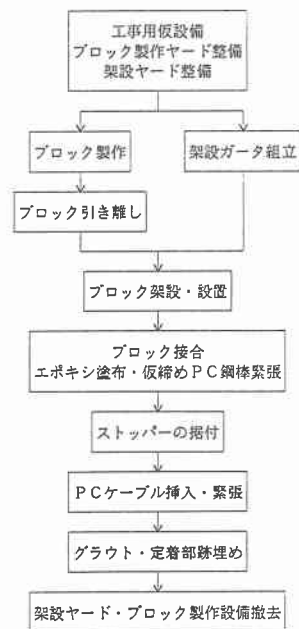 工事用仮設備
ブロック製作ヤード整備
架設ヤード整備
ブロック製作
架設ガータ組立
ブロック引き離し
ブロック架設・設置
ブロック接合
エポキシ塗布・仮締めＰＣ鋼棒緊張
ストッパーの据付
ＰＣケーブル挿入・緊張
グラウト・定着部跡埋め
架設ヤード・ブロック製作設備撤去